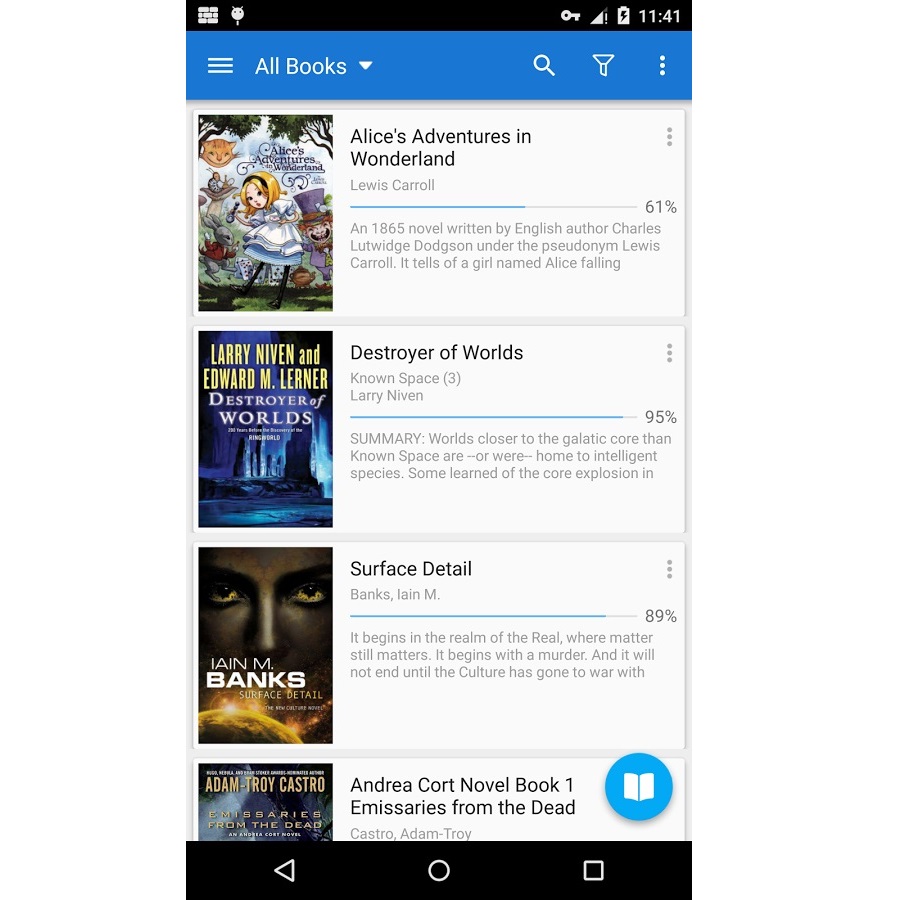 11:41
All Books
Alice's
Adventures
in Wonderland
Alice's Adventures in
Wonderland
Lewis Carroll
61%
An 1865 novel written by English author Charles
Lutwidge Dodgson under the pseudonym Lewis
Carroll. It tells of a girl named Alice falling
LARRY NIVEN and
EDWARD M. LERNER
DESTROYER of
WORLDS
200 Years Before the Discovery of the
RINGWORLD
Destroyer of Worlds
Known Space (3)
Larry Niven
95%
SUMMARY: Worlds closer to the galatic core than
Known Space are --or were-- home to intelligent
species. Some learned of the core explosion in
IAIN M.
BANKS
SURFACE DETAIL
THE NEW CULTURE NOVEL
Surface Detail
Banks, Iain M.
89%
It begins in the realm of the Real, where matter
still matters. It begins with a murder. And it will
not end until the Culture has gone to war with
HUGO, NEBULA, AND BRAM STOKER AWARDS-NOMINATED AUTHOR
ADAM-TROY CASTRO
EMISSARIES
FROM THE DEAD
AN ANDREA CORT NOVEL
Andrea Cort Novel Book 1
Emissaries from the Dead
Castro, Adam-Troy